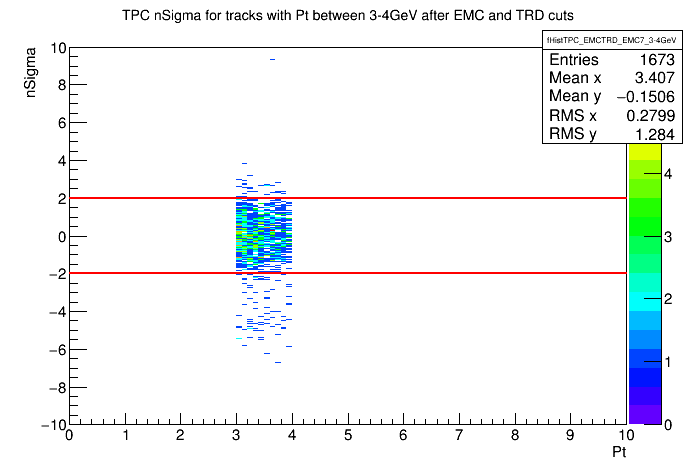 TPC nSigma for tracks with Pt between 3-4GeV after EMC and TRD cuts
fHistTPC_EMCTRD_EMC7_3-4GeV
Entries 1673
Mean x 3.407
Mean y −0.1506
RMS x 0.2799
RMS y 1.284
nSigma
10
8
6
4
2
0
−2
−4
−6
−8
−10
0 1 2 3 4 5 6 7 8 9 10
Pt
4
3
2
1
0